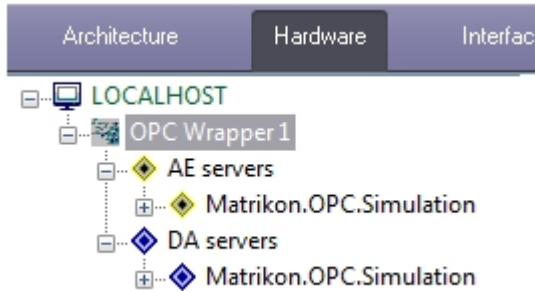 Architecture Hardware Interfac
LOCALHOST
OPC Wrapper 1
AE servers
Matrikon.OPC.Simulation
DA servers
Matrikon.OPC.Simulation